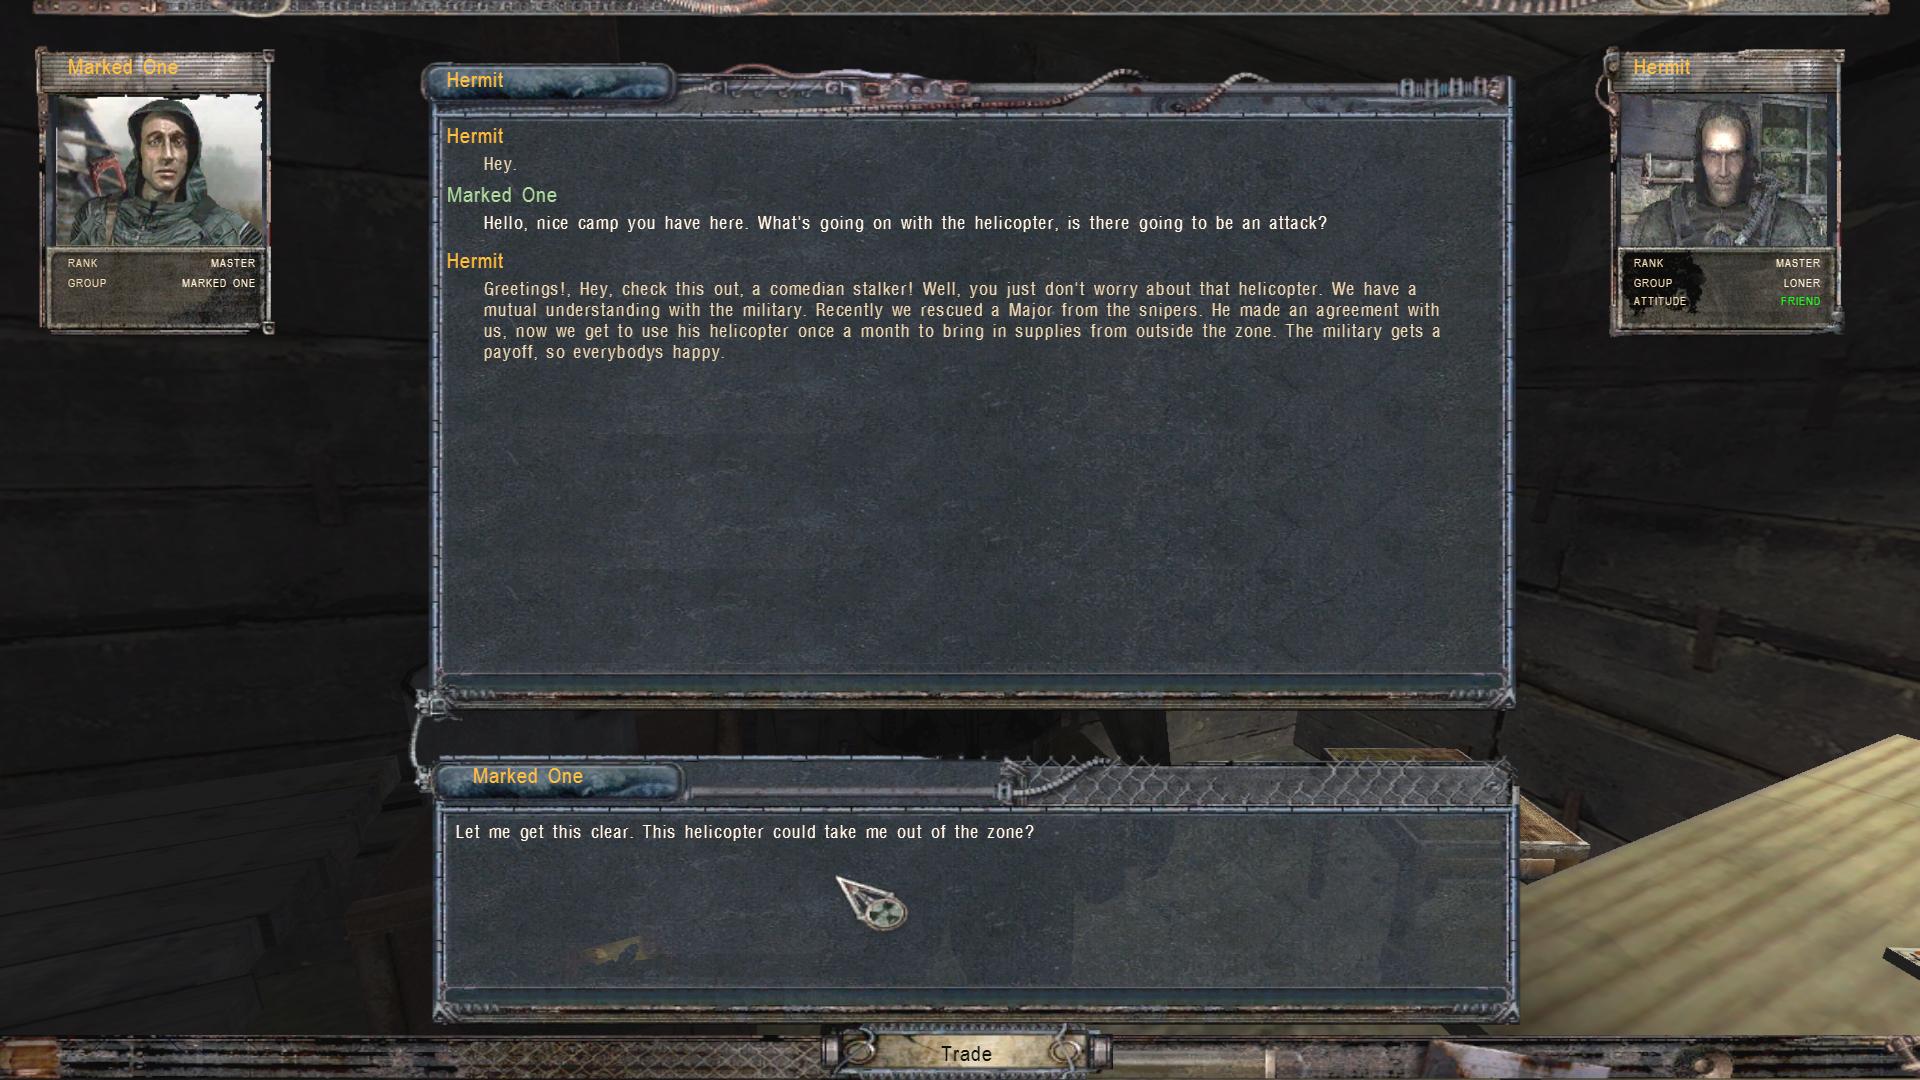 Marked One
RANK MASTER
GROUP MARKED ONE
Hermit
Hermit
Hey.
Marked One
Hello, nice camp you have here. What's going on with the helicopter, is there going to be an attack?
Hermit
Greetings!, Hey, check this out, a comedian stalker! Well, you just don't worry about that helicopter. We have a
mutual understanding with the military. Recently we rescued a Major from the snipers. He made an agreement with
us, now we get to use his helicopter once a month to bring in supplies from outside the zone. The military gets a
payoff, so everybodys happy.
Hermit
RANK MASTER
GROUP LONER
ATTITUDE FRIEND
Marked One
Let me get this clear. This helicopter could take me out of the zone?
Trade